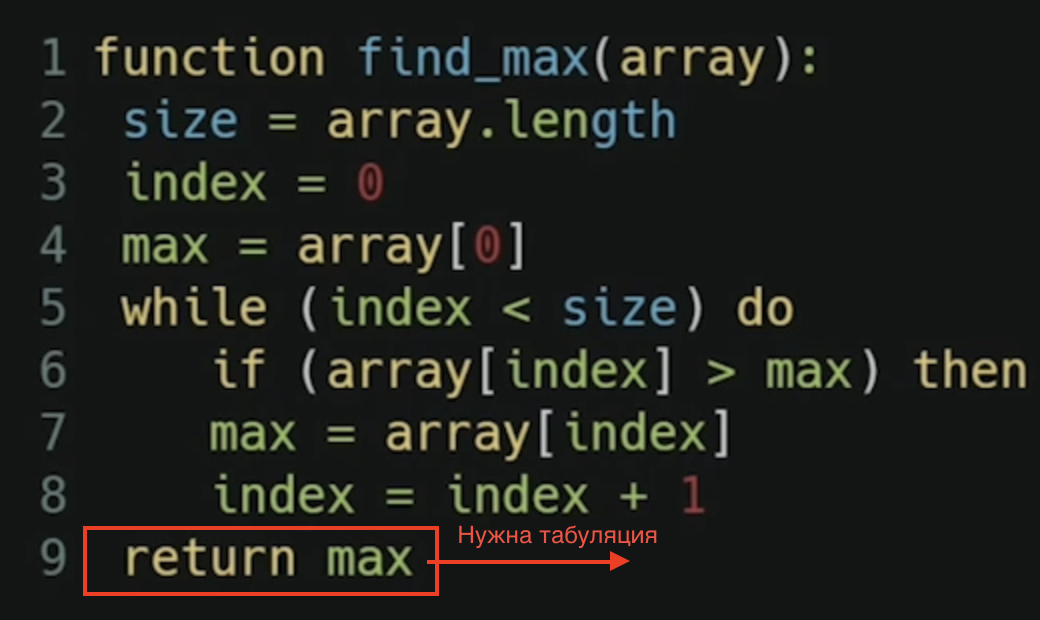 1 function find_max(array):
2  size = array.length
3  index = 0
4  max = array[0]
5  while (index < size) do
6     if (array[index] > max) then
7     max = array[index]
8     index = index + 1
Нужна табуляция
9  return max